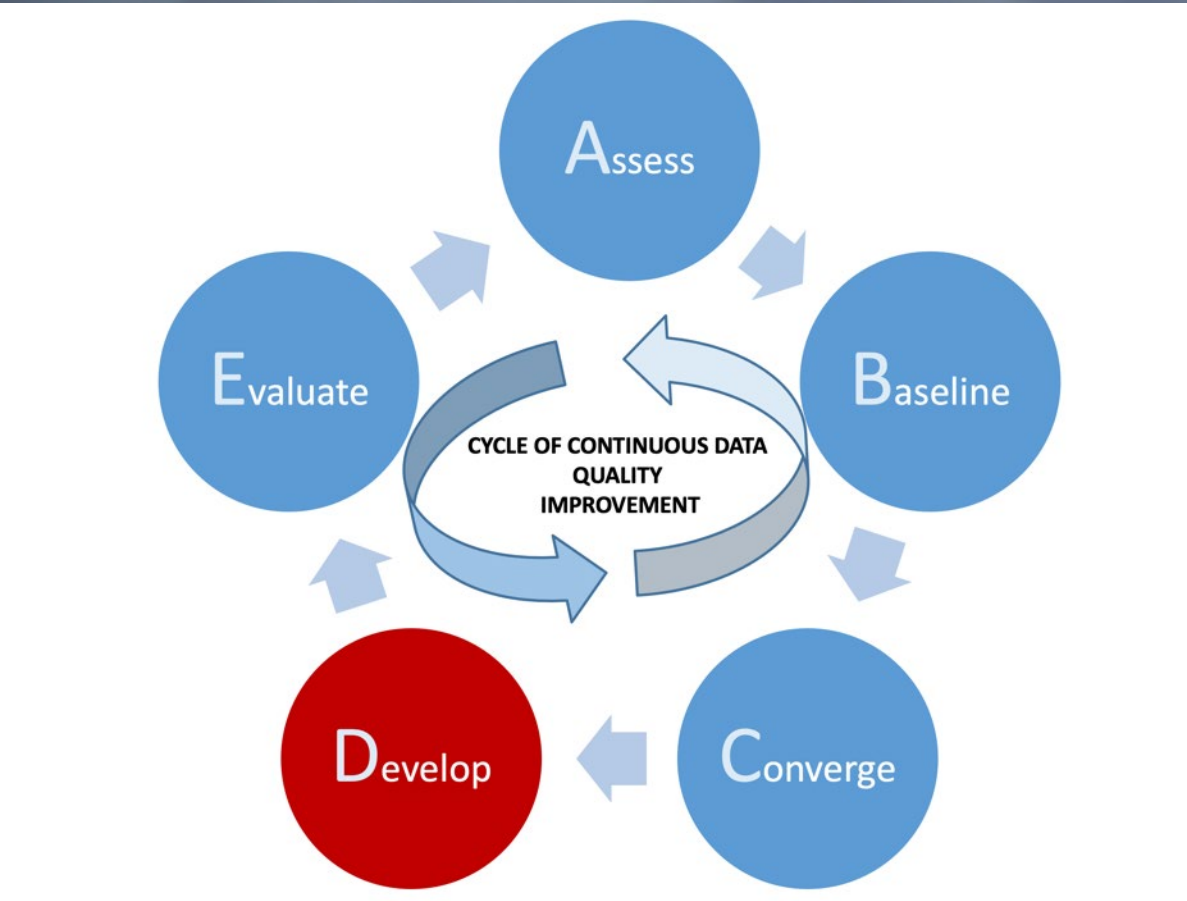 Assess
Baseline
Converge
Develop
Evaluate
CYCLE OF CONTINUOUS DATA
QUALITY
IMPROVEMENT